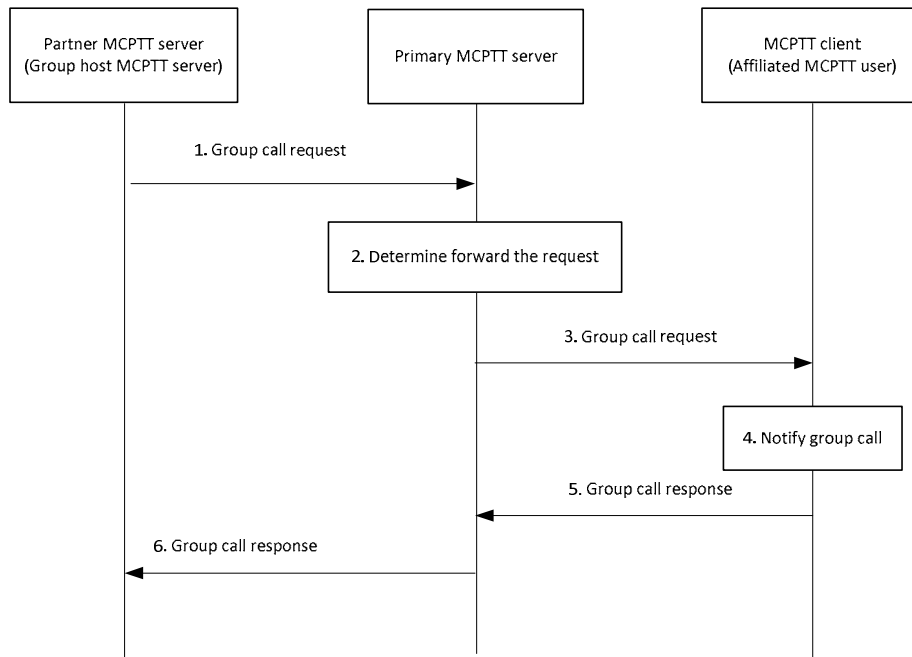 Partner MCPTT server
(Group host MCPTT server)
Primary MCPTT server
MCPTT client
(Affiliated MCPTT user)
1. Group call request
2. Determine forward the request
3. Group call request
4. Notify group call
5. Group call response
6. Group call response